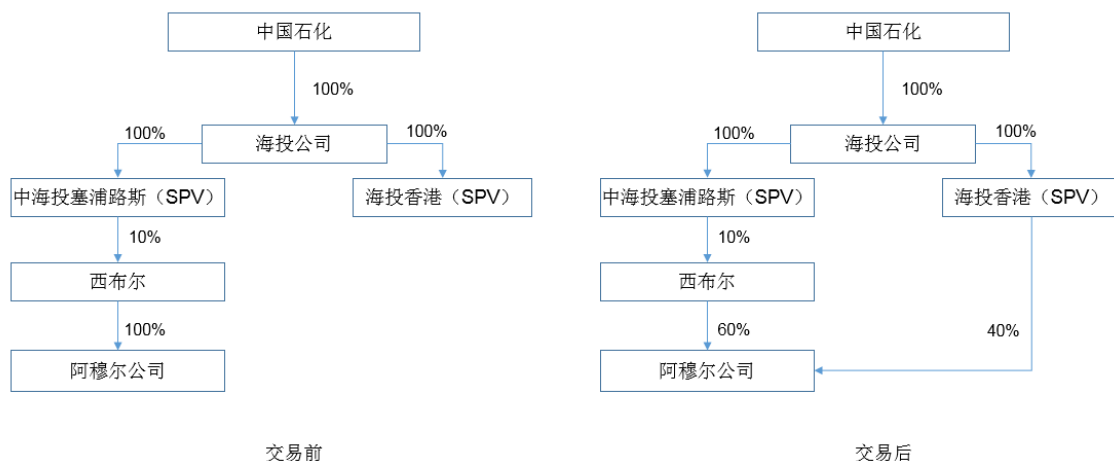 中国石化
100%
100%
海投公司
100%
中海投塞浦路斯（SPV）
海投香港（SPV）
10%
西布尔
100%
阿穆尔公司
交易前
中国石化
100%
100%
海投公司
100%
中海投塞浦路斯（SPV）
海投香港（SPV）
10%
西布尔
60%
40%
阿穆尔公司
交易后